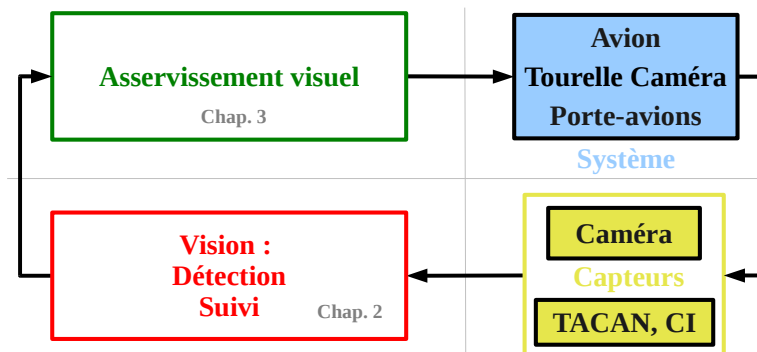 Asservissement visuel
Chap. 3
Avion
Tourelle Caméra
Porte-avions
Système
Vision :
Détection
Suivi
Chap. 2
Caméra
Capteurs
TACAN, CI